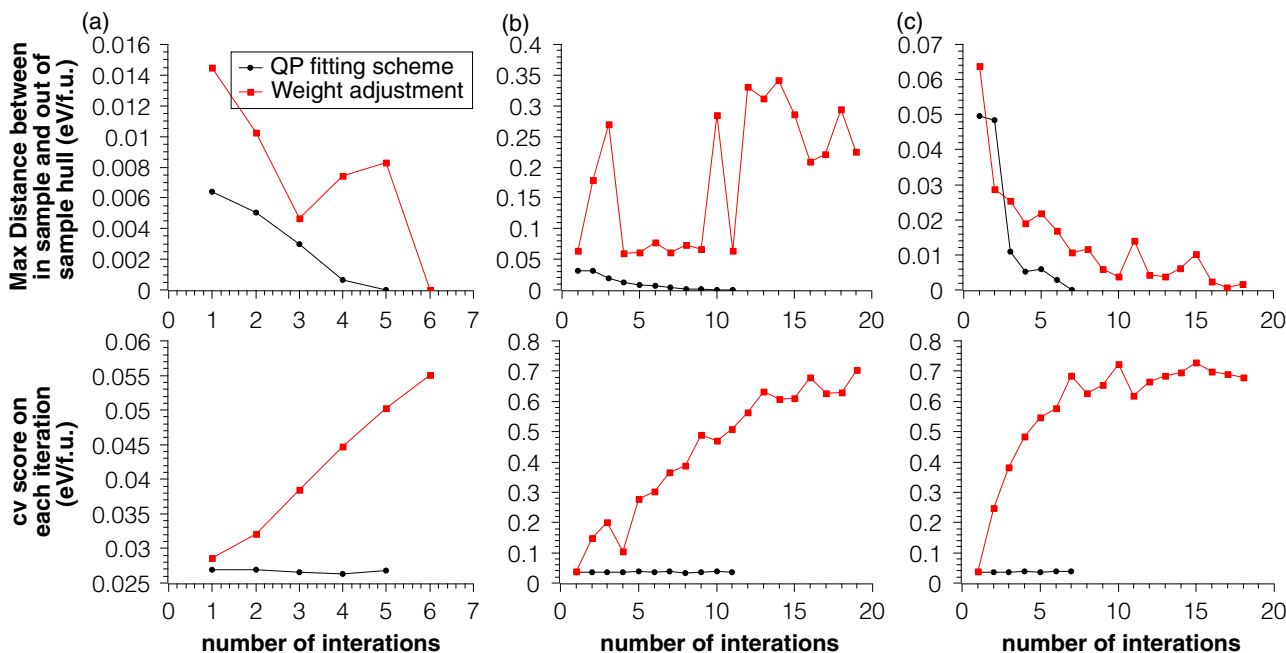 (a)
(b)
(c)
Max Distance between
in sample and out of
sample hull (eV/f.u.)
0.016
0.014
0.012
0.01
0.008
0.006
0.004
0.002
0
QP fitting scheme
Weight adjustment
0 1 2 3 4 5 6 7
0.4
0.35
0.3
0.25
0.2
0.15
0.1
0.05
0
0 5 10 15 20
0.07
0.06
0.05
0.04
0.03
0.02
0.01
0
0 5 10 15 20
cv score on
each iteration
(eV/f.u.)
0.06
0.055
0.05
0.045
0.04
0.035
0.03
0.025
0 1 2 3 4 5 6 7
number of interations
0.8
0.7
0.6
0.5
0.4
0.3
0.2
0.1
0
0 5 10 15 20
number of interations
0.8
0.7
0.6
0.5
0.4
0.3
0.2
0.1
0
0 5 10 15 20
number of interations